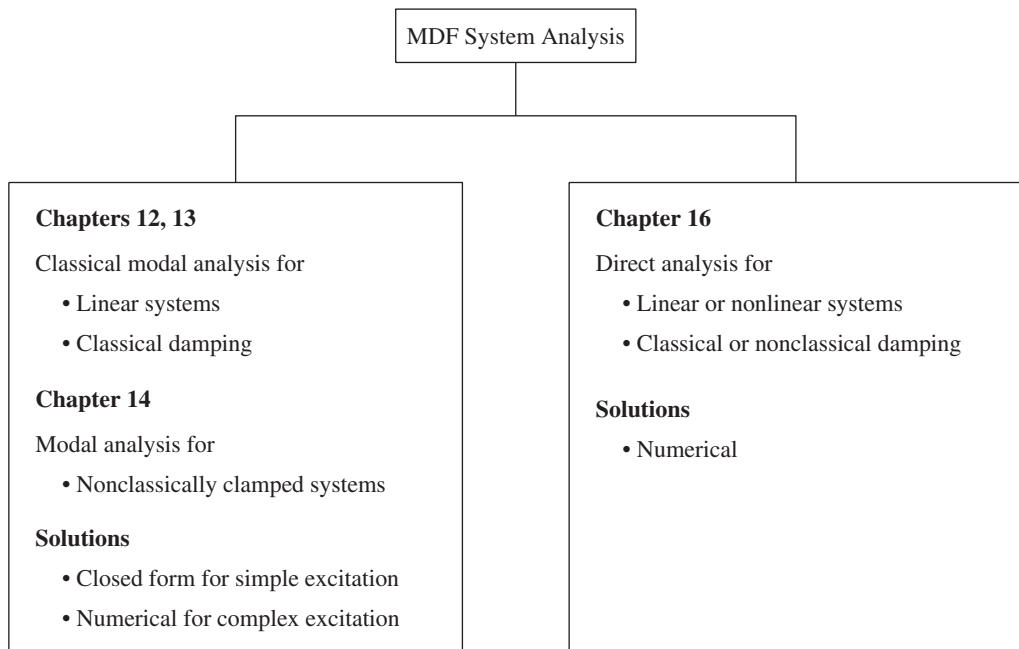 MDF System Analysis
Chapters 12, 13
Classical modal analysis for
• Linear systems
• Classical damping
Chapter 14
Modal analysis for
• Nonclassically clamped systems
Solutions
• Closed form for simple excitation
• Numerical for complex excitation
Chapter 16
Direct analysis for
• Linear or nonlinear systems
• Classical or nonclassical damping
Solutions
• Numerical